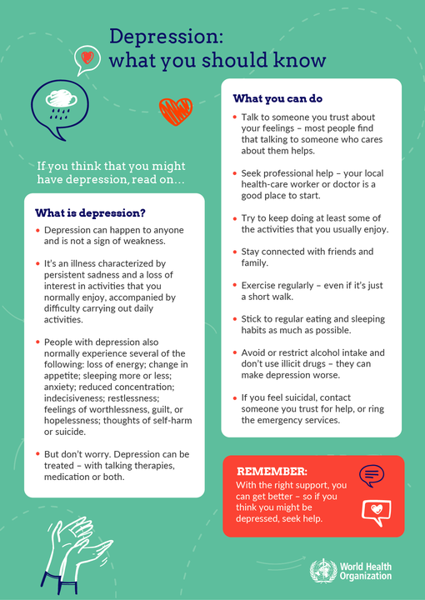 Depression:
what you should know
If you think that you might
have depression, read on...
What is depression?
Depression can happen to anyone
and is not a sign of weakness.
It's an illness characterized by
persistent sadness and a loss of
interest in activities that you
normally enjoy, accompanied by
difficulty carrying out daily
activities.
People with depression also
normally experience several of the
following: loss of energy; change in
appetite; sleeping more or less;
anxiety; reduced concentration;
indecisiveness; restlessness;
feelings of worthlessness, guilt, or
hopelessness; thoughts of self-harm
or suicide.
But don't worry. Depression can be
treated – with talking therapies,
medication or both.
What you can do
Talk to someone you trust about
your feelings – most people find
that talking to someone who cares
about them helps.
Seek professional help – your local
health-care worker or doctor is a
good place to start.
Try to keep doing at least some of
the activities that you usually enjoy.
Stay connected with friends and
family.
Exercise regularly – even if it's just
a short walk.
Stick to regular eating and sleeping
habits as much as possible.
Avoid or restrict alcohol intake and
don't use illicit drugs – they can
make depression worse.
If you feel suicidal, contact
someone you trust for help, or ring
the emergency services.
REMEMBER:
With the right support, you
can get better – so if you
think you might be
depressed, seek help.
World Health
Organization